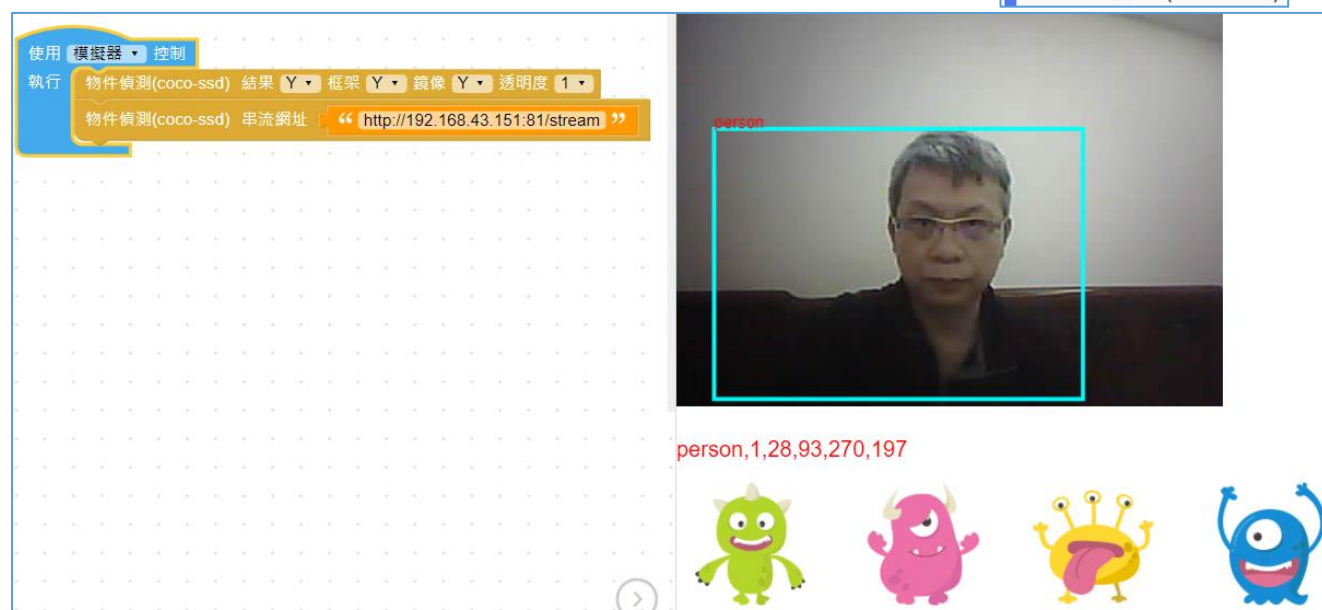 使用 模擬器 控制
執行 物件偵測(coco-ssd) 結果 Y 框架 Y 鏡像 Y 透明度 1
物件偵測(coco-ssd) 串流網址 “ http://192.168.43.151:81/stream ”
person
person,1,28,93,270,197